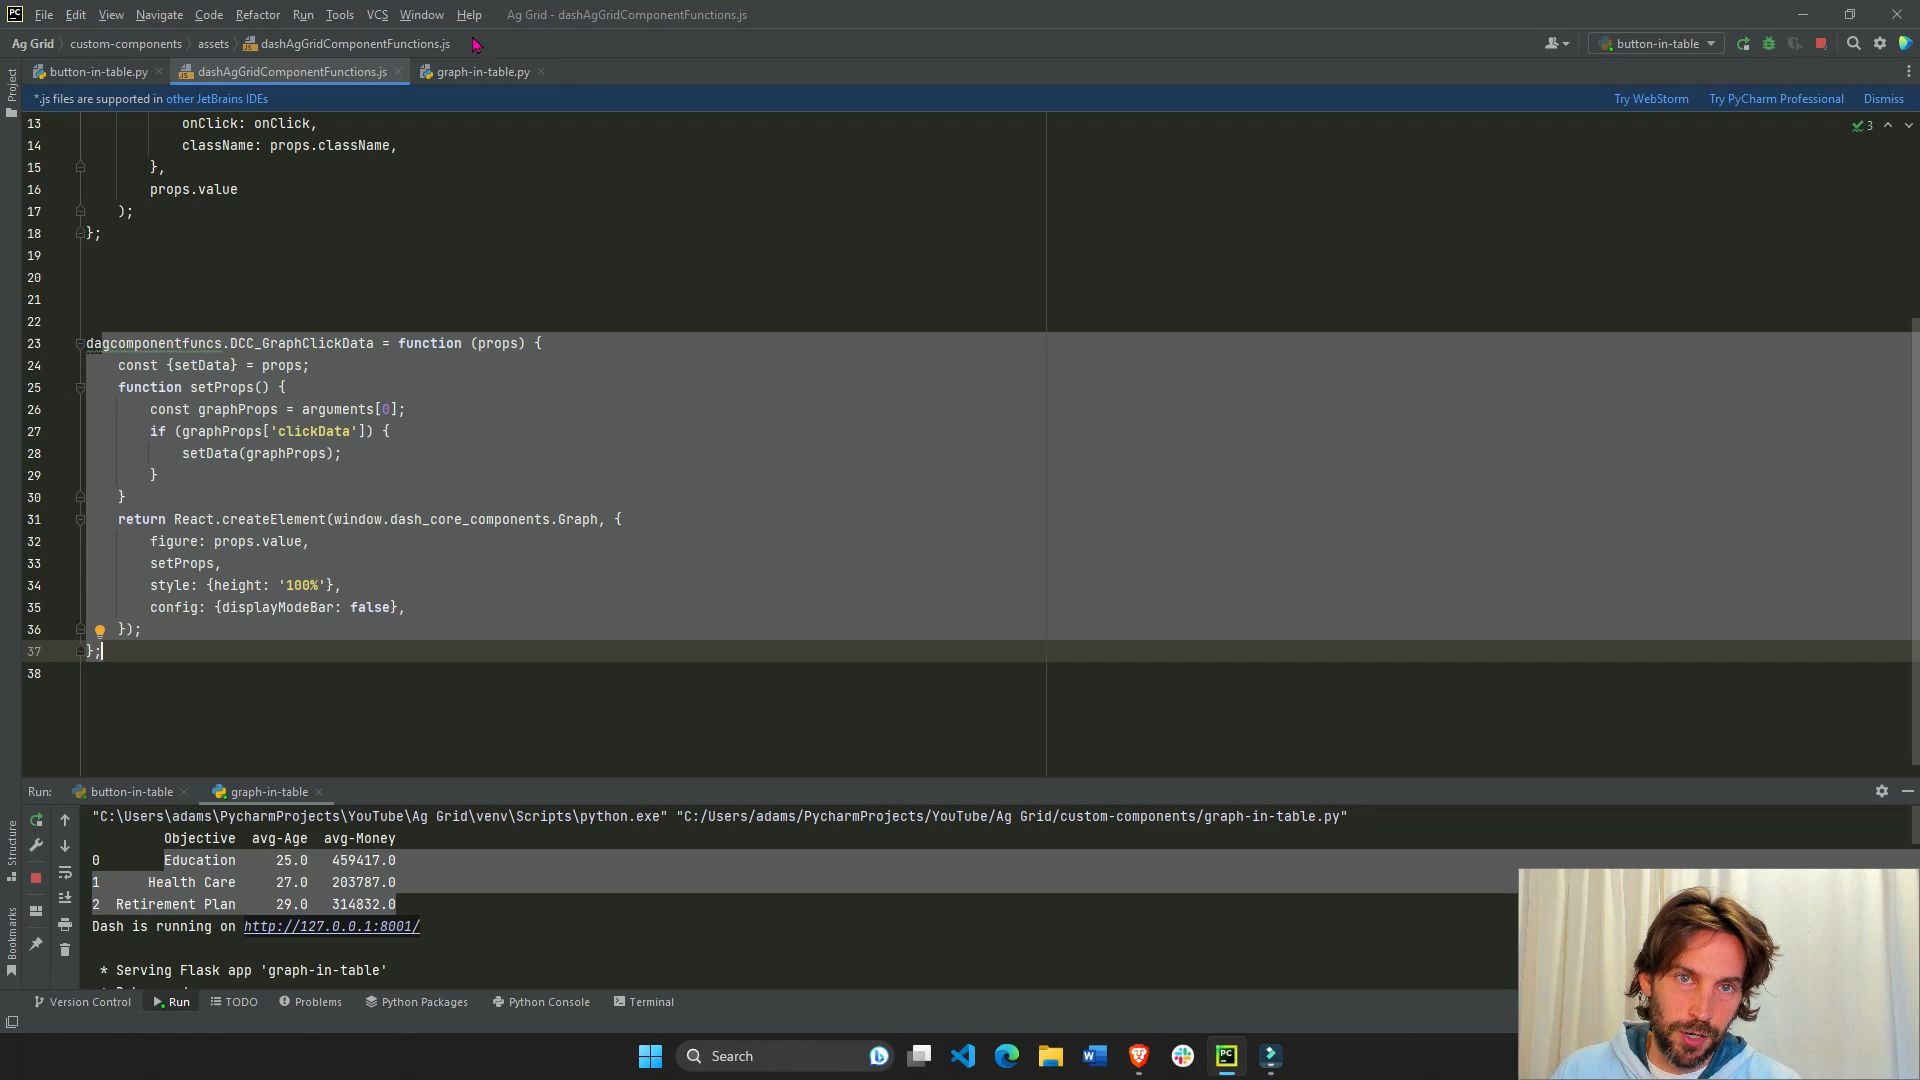 PC File Edit View Navigate Code Refactor Run Tools VCS Window Help Ag Grid - dashAgGridComponentFunctions.js
Ag Grid custom-components assets dashAgGridComponentFunctions.js button-in-table
button-in-table.py dashAgGridComponentFunctions.js graph-in-table.py
*.js files are supported in other JetBrains IDEs Try WebStorm Try PyCharm Professional Dismiss
Project
3
13 onClick: onClick,
14 className: props.className,
15 },
16 props.value
17 );
18 };
19
20
21
22
23 dagcomponentfuncs.DCC_GraphClickData = function (props) {
24 const {setData} = props;
25 function setProps() {
26 const graphProps = arguments[0];
27 if (graphProps['clickData']) {
28 setData(graphProps);
29 }
30 }
31 return React.createElement(window.dash_core_components.Graph, {
32 figure: props.value,
33 setProps,
34 style: {height: '100%'},
35 config: {displayModeBar: false},
36 });
37 };
38
Run: button-in-table graph-in-table
"C:\Users\adams\PycharmProjects\YouTube\Ag Grid\venv\Scripts\python.exe" "C:/Users/adams/PycharmProjects/YouTube/Ag Grid/custom-components/graph-in-table.py"
Objective avg-Age avg-Money
0 Education 25.0 459417.0
1 Health Care 27.0 203787.0
2 Retirement Plan 29.0 314832.0
Dash is running on http://127.0.0.1:8001/
* Serving Flask app 'graph-in-table'
Structure
Bookmarks
Version Control Run TODO Problems Python Packages Python Console Terminal
Search